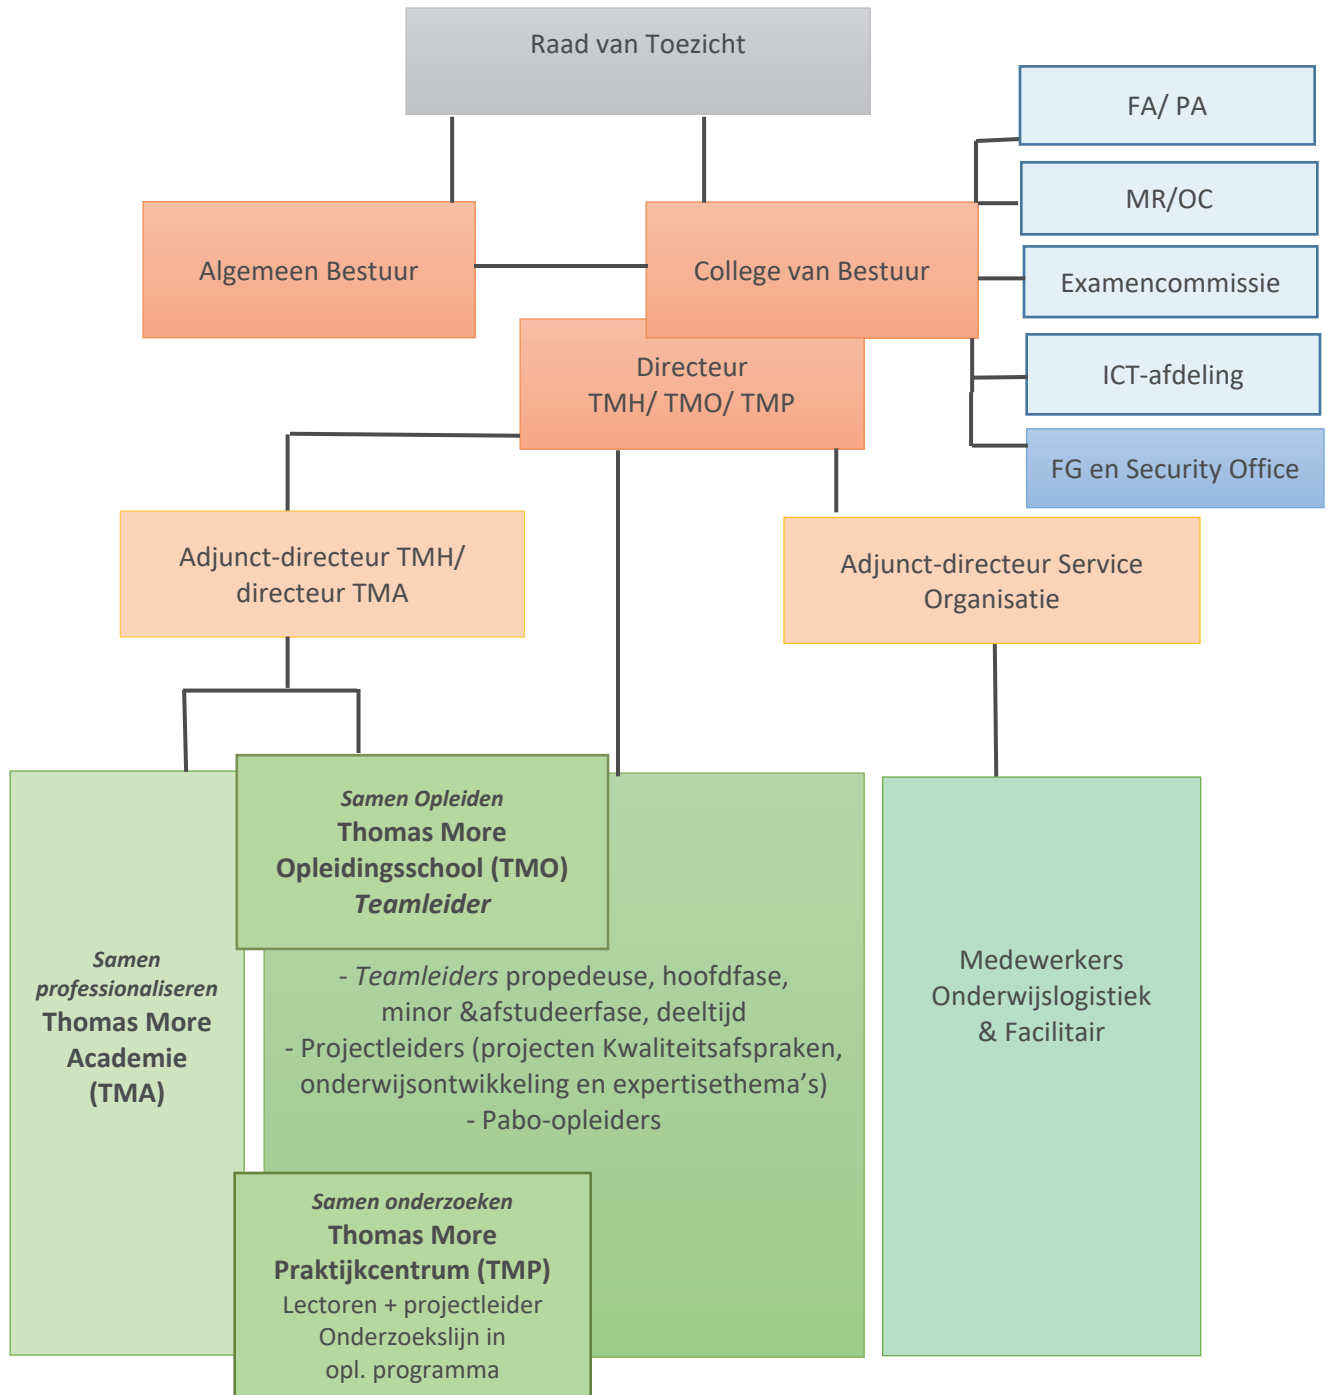 Raad van Toezicht
FA/ PA
MR/OC
Algemeen Bestuur
College van Bestuur
Examencommissie
Directeur
TMH/ TMO/ TMP
ICT-afdeling
FG en Security Office
Adjunct-directeur TMH/
directeur TMA
Adjunct-directeur Service
Organisatie
Samen Opleiden
Thomas More
Opleidingsschool (TMO)
Teamleider
Samen
professionaliseren
Thomas More
Academie
(TMA)
- Teamleiders propedeuse, hoofdfase,
minor &afstudeerfase, deeltijd
- Projectleiders (projecten Kwaliteitsafspraken,
onderwijsontwikkeling en expertisethema’s)
- Pabo-opleiders
Medewerkers
Onderwijslogistiek
& Facilitair
Samen onderzoeken
Thomas More
Praktijkcentrum (TMP)
Lectoren + projectleider
Onderzoekslijn in
opl. programma